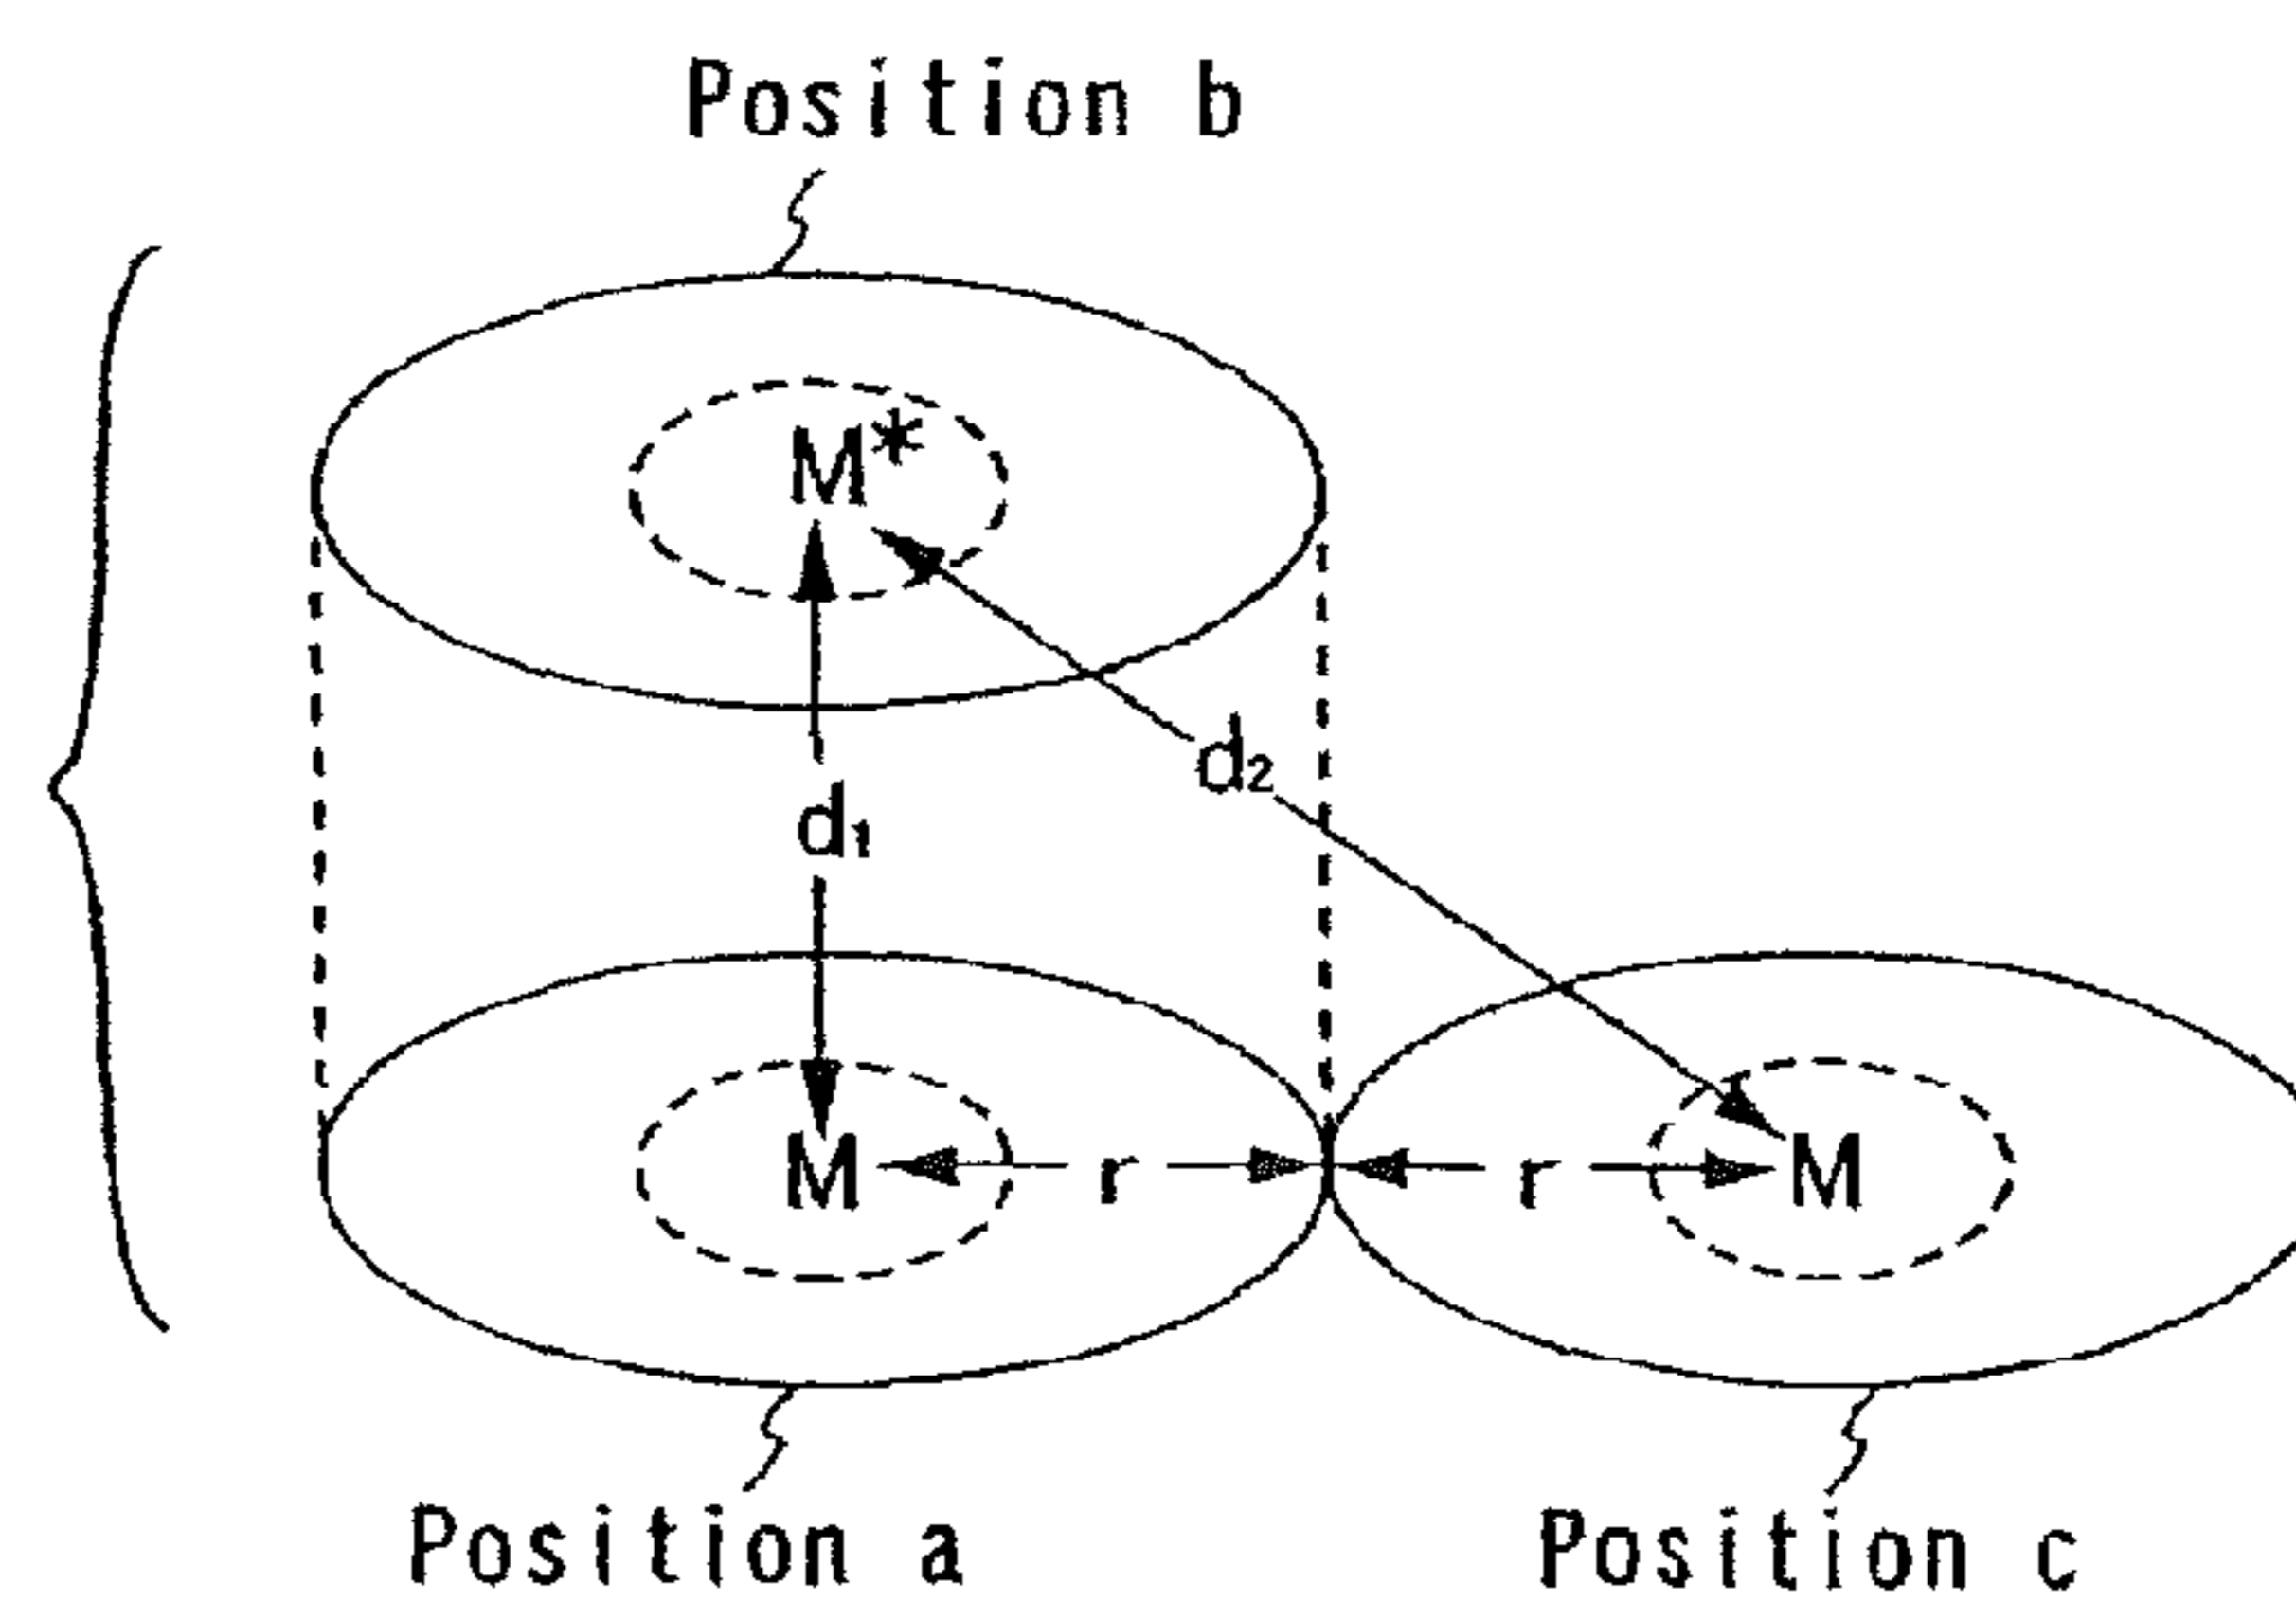 Position b
M*
d₂
d₁
M r r M
Position a Position c